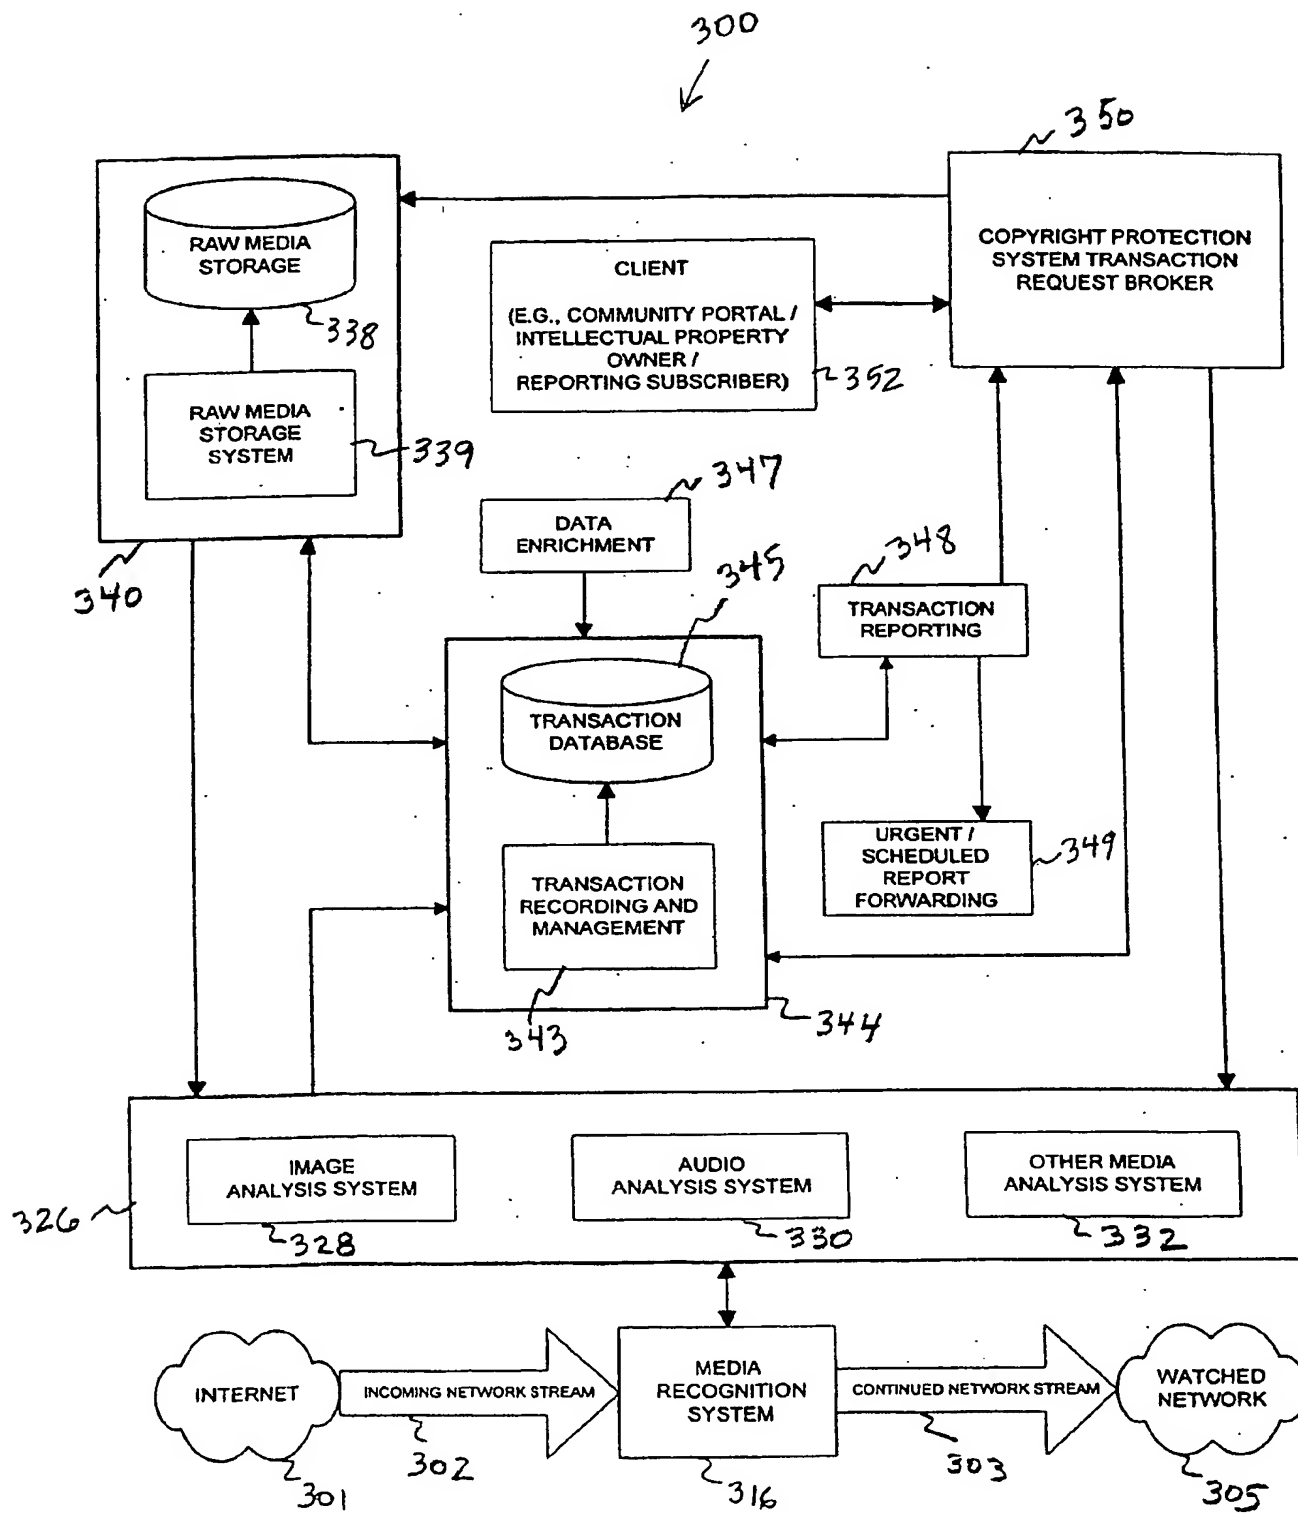 300
350
RAW MEDIA
STORAGE
338
RAW MEDIA
STORAGE
SYSTEM
339
340
CLIENT
(E.G., COMMUNITY PORTAL /
INTELLECTUAL PROPERTY
OWNER /
REPORTING SUBSCRIBER)
352
COPYRIGHT PROTECTION
SYSTEM TRANSACTION
REQUEST BROKER
347
DATA
ENRICHMENT
345
348
TRANSACTION
REPORTING
TRANSACTION
DATABASE
URGENT /
SCHEDULED
REPORT
FORWARDING
349
TRANSACTION
RECORDING AND
MANAGEMENT
343
344
326
IMAGE
ANALYSIS SYSTEM
328
AUDIO
ANALYSIS SYSTEM
330
OTHER MEDIA
ANALYSIS SYSTEM
332
INTERNET
301
INCOMING NETWORK STREAM
302
MEDIA
RECOGNITION
SYSTEM
316
CONTINUED NETWORK STREAM
303
WATCHED
NETWORK
305